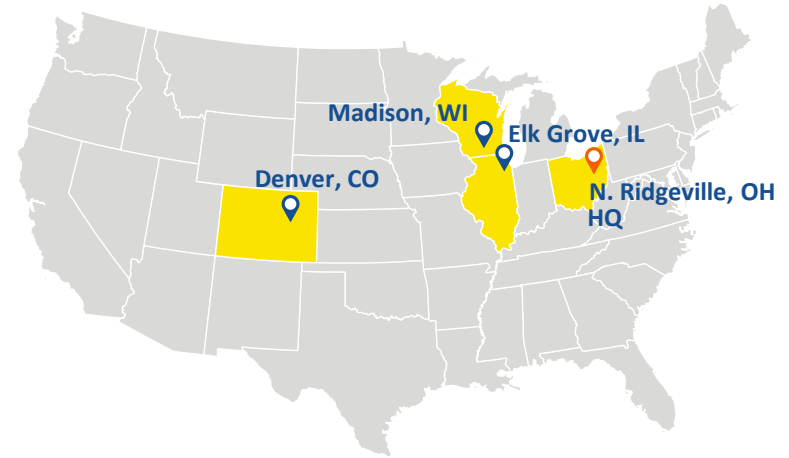 Madison, WI
Elk Grove, IL
Denver, CO
N. Ridgeville, OH
HQ